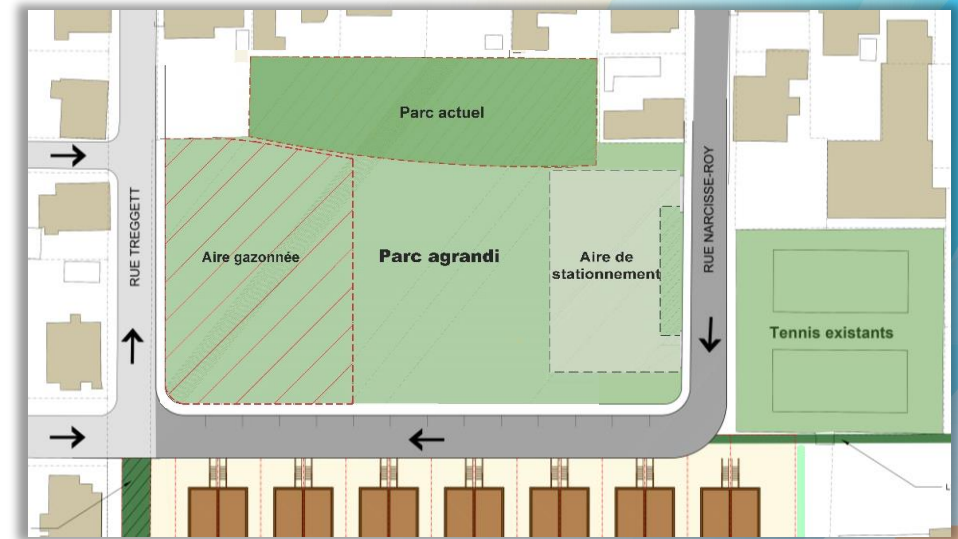 Parc actuel
RUE TREGGETT
RUE NARCISSE-ROY
Aire gazonnée
Parc agrandi
Aire de
stationnement
Tennis existants
L